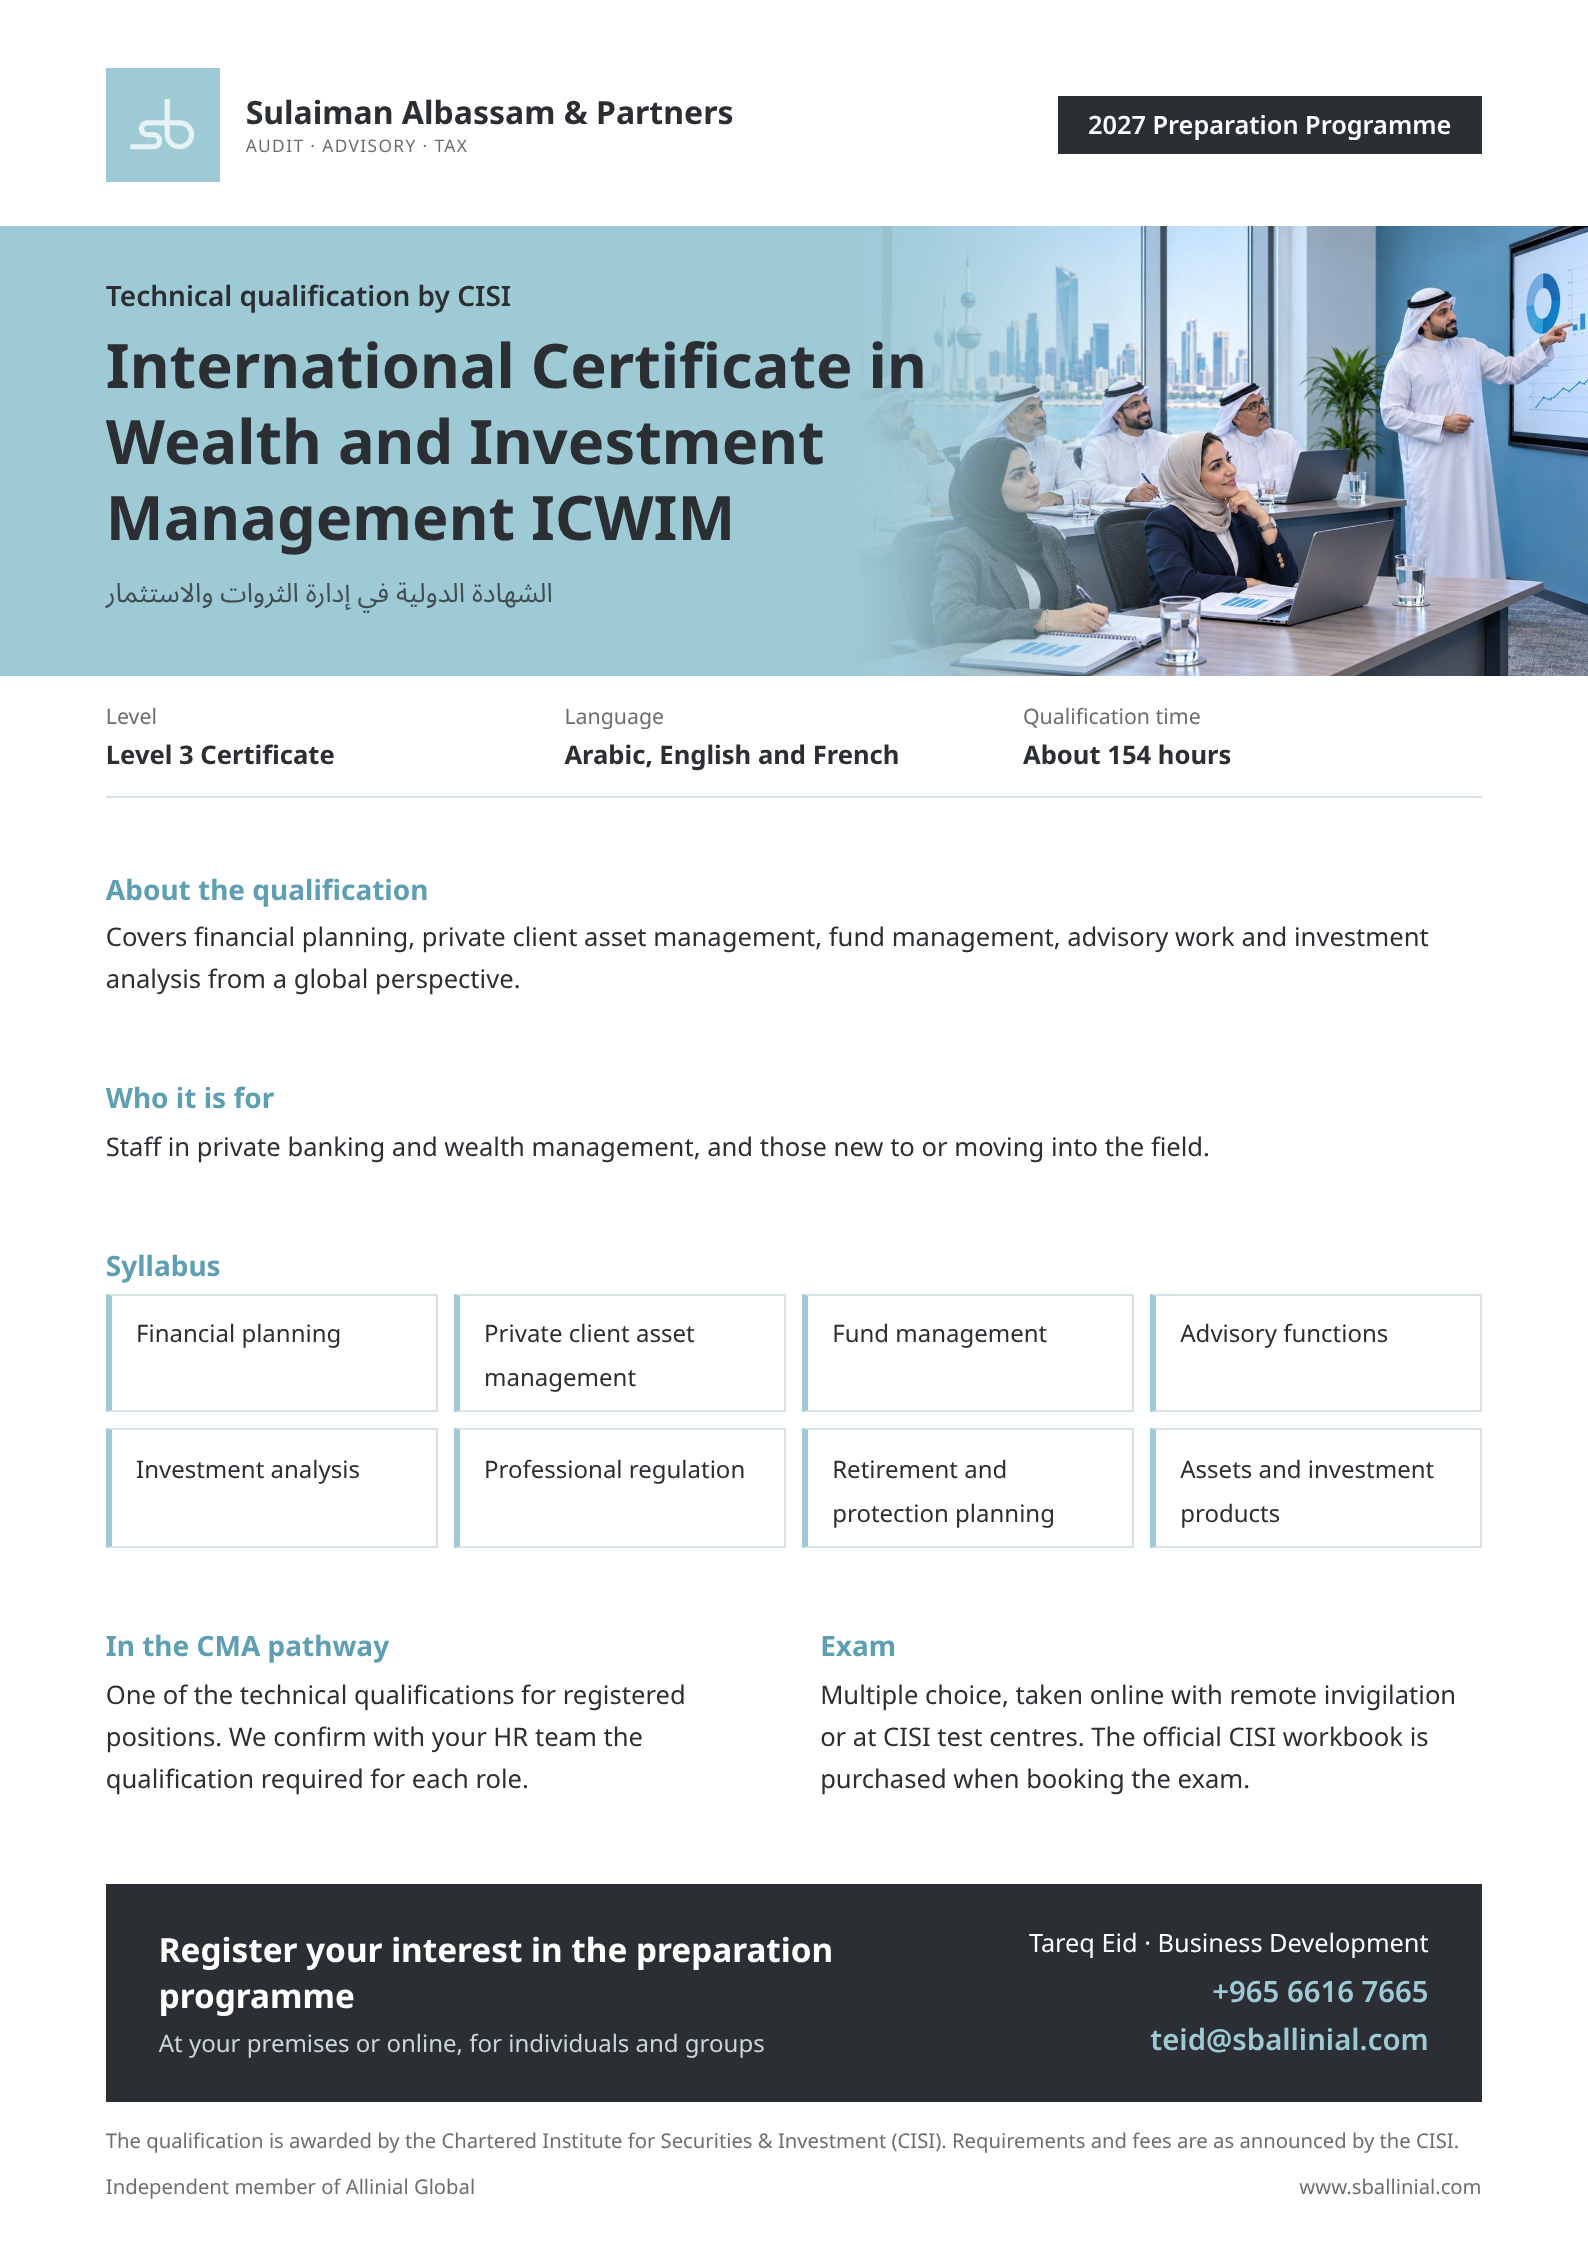 sb
Sulaiman Albassam & Partners
AUDIT · ADVISORY · TAX
2027 Preparation Programme
Technical qualification by CISI
International Certificate in
Wealth and Investment
Management ICWIM
الشهادة الدولية في إدارة الثروات والاستثمار
Level
Level 3 Certificate
Language
Arabic, English and French
Qualification time
About 154 hours
About the qualification
Covers financial planning, private client asset management, fund management, advisory work and investment
analysis from a global perspective.
Who it is for
Staff in private banking and wealth management, and those new to or moving into the field.
Syllabus
Financial planning
Private client asset
management
Fund management
Advisory functions
Investment analysis
Professional regulation
Retirement and
protection planning
Assets and investment
products
In the CMA pathway
One of the technical qualifications for registered
positions. We confirm with your HR team the
qualification required for each role.
Exam
Multiple choice, taken online with remote invigilation
or at CISI test centres. The official CISI workbook is
purchased when booking the exam.
Register your interest in the preparation
programme
At your premises or online, for individuals and groups
Tareq Eid · Business Development
+965 6616 7665
teid@sballinial.com
The qualification is awarded by the Chartered Institute for Securities & Investment (CISI). Requirements and fees are as announced by the CISI.
Independent member of Allinial Global
www.sballinial.com